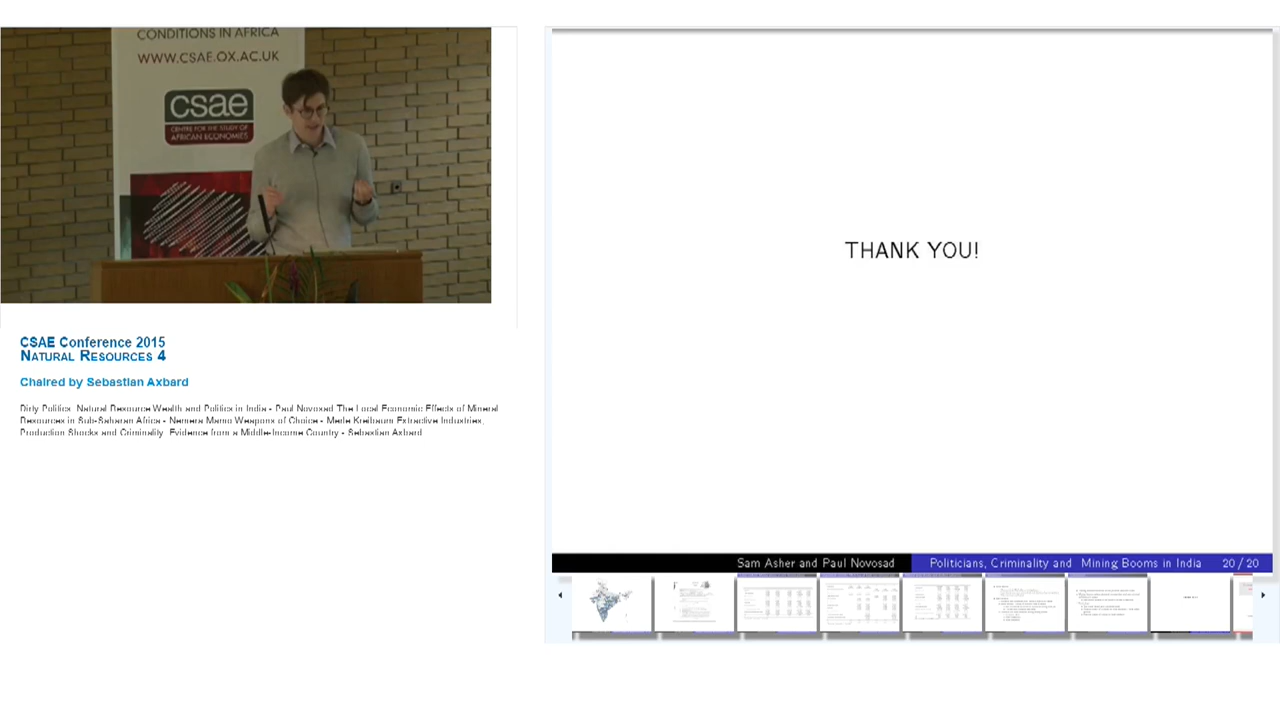 CONDITIONS IN AFRICA
WWW.CSAE.OX.AC.UK
csae
CENTRE FOR THE STUDY OF
AFRICAN ECONOMIES
CSAE Conference 2015
NATURAL RESOURCES 4
Chaired by Sebastian Axbard
Dirty Politics Natural Resource Wealth and Politics in India - Paul Novosad The Local Economic Effects of Mineral
Resources in Sub-Saharan Africa - Nemera Mamo Weapons of Choice - Merle Kreibaum Extractive Industries,
Production Shocks and Criminality Evidence from a Middle-Income Country - Sebastian Axbard
THANK YOU!
Sam Asher and Paul Novosad
Politicians, Criminality and Mining Booms in India 20 / 20